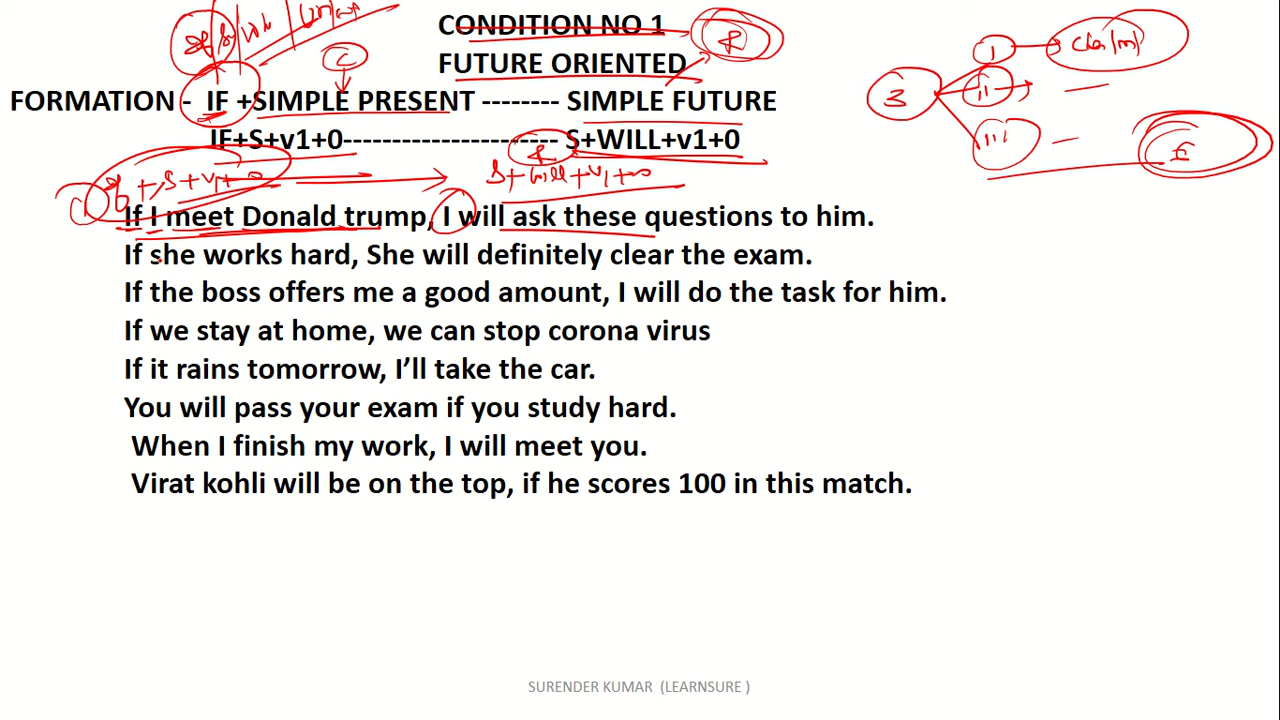 CONDITION NO 1
FUTURE ORIENTED
FORMATION - IF +SIMPLE PRESENT -------- SIMPLE FUTURE
IF+S+v1+0---------------------- S+WILL+v1+0
If + S + V1 + o
S + will + V1 + o
3
If I meet Donald trump, I will ask these questions to him.
If she works hard, She will definitely clear the exam.
If the boss offers me a good amount, I will do the task for him.
If we stay at home, we can stop corona virus
If it rains tomorrow, I’ll take the car.
You will pass your exam if you study hard.
When I finish my work, I will meet you.
Virat kohli will be on the top, if he scores 100 in this match.
SURENDER KUMAR (LEARNSURE )